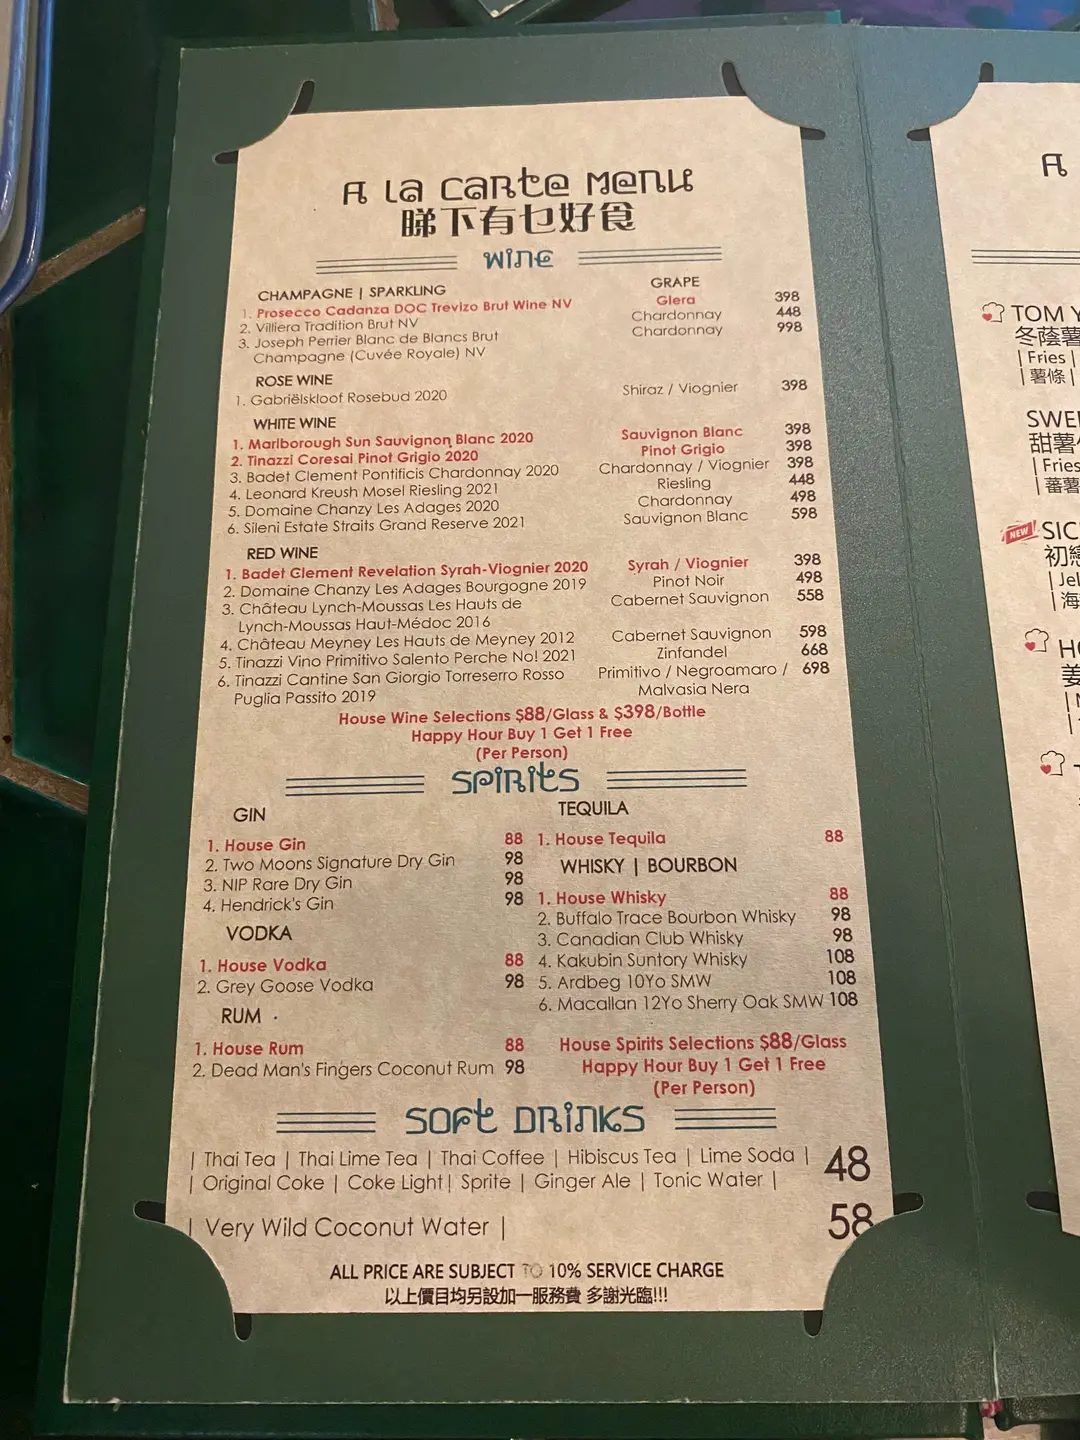 A La Carte Menu
睇下有乜好食
Wine
CHAMPAGNE | SPARKLING GRAPE
1. Prosecco Cadanza DOC Trevizo Brut Wine NV Glera 398
2. Villiera Tradition Brut NV Chardonnay 448
3. Joseph Perrier Blanc de Blancs Brut Chardonnay 998
Champagne (Cuvée Royale) NV
ROSE WINE
1. Gabriëlskloof Rosebud 2020 Shiraz / Viognier 398
WHITE WINE
1. Marlborough Sun Sauvignon Blanc 2020 Sauvignon Blanc 398
2. Tinazzi Coresai Pinot Grigio 2020 Pinot Grigio 398
3. Badet Clement Pontificis Chardonnay 2020 Chardonnay / Viognier 398
4. Leonard Kreush Mosel Riesling 2021 Riesling 448
5. Domaine Chanzy Les Adages 2020 Chardonnay 498
6. Sileni Estate Straits Grand Reserve 2021 Sauvignon Blanc 598
RED WINE
1. Badet Clement Revelation Syrah-Viognier 2020 Syrah / Viognier 398
2. Domaine Chanzy Les Adages Bourgogne 2019 Pinot Noir 498
3. Château Lynch-Moussas Les Hauts de Cabernet Sauvignon 558
Lynch-Moussas Haut-Médoc 2016
4. Château Meyney Les Hauts de Meyney 2012 Cabernet Sauvignon 598
5. Tinazzi Vino Primitivo Salento Perche No! 2021 Zinfandel 668
6. Tinazzi Cantine San Giorgio Torreserro Rosso Primitivo / Negroamaro / 698
Puglia Passito 2019 Malvasia Nera
House Wine Selections $88/Glass & $398/Bottle
Happy Hour Buy 1 Get 1 Free
(Per Person)
Spirits
GIN
1. House Gin 88
2. Two Moons Signature Dry Gin 98
3. NIP Rare Dry Gin 98
4. Hendrick's Gin 98
VODKA
1. House Vodka 88
2. Grey Goose Vodka 98
RUM
1. House Rum 88
2. Dead Man's Fingers Coconut Rum 98
TEQUILA
1. House Tequila 88
WHISKY | BOURBON
1. House Whisky 88
2. Buffalo Trace Bourbon Whisky 98
3. Canadian Club Whisky 98
4. Kakubin Suntory Whisky 108
5. Ardbeg 10Yo SMW 108
6. Macallan 12Yo Sherry Oak SMW 108
House Spirits Selections $88/Glass
Happy Hour Buy 1 Get 1 Free
(Per Person)
Soft Drinks
| Thai Tea | Thai Lime Tea | Thai Coffee | Hibiscus Tea | Lime Soda | 48
| Original Coke | Coke Light | Sprite | Ginger Ale | Tonic Water |
| Very Wild Coconut Water | 58
ALL PRICE ARE SUBJECT TO 10% SERVICE CHARGE
以上價目均另設加一服務費 多謝光臨!!!
A
TOM
冬蔭薯
| Fries |
| 薯條 |
甜薯
| Fries
| 蕃薯
NEW
初戀
| 海
姜